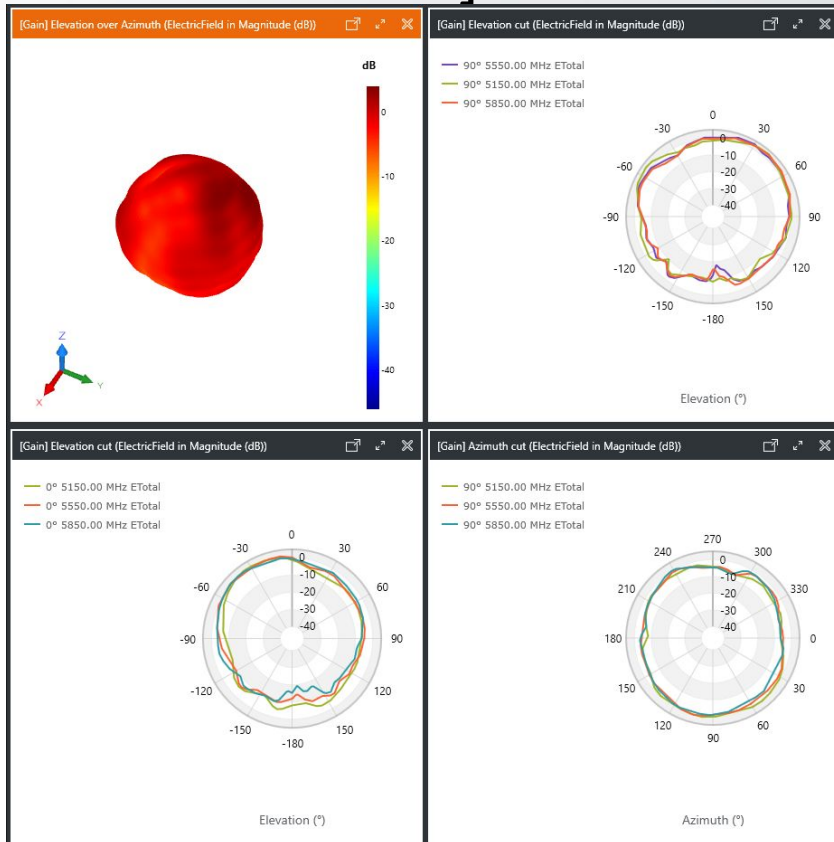 [Gain] Elevation over Azimuth (ElectricField in Magnitude (dB))
dB
0
-10
-20
-30
-40
Z
Y
X
[Gain] Elevation cut (ElectricField in Magnitude (dB))
90° 5550.00 MHz ETotal
90° 5150.00 MHz ETotal
90° 5850.00 MHz ETotal
0
-30
30
-60
60
-90
90
-120
120
-150
150
-180
0
-10
-20
-30
-40
Elevation (°)
[Gain] Elevation cut (ElectricField in Magnitude (dB))
0° 5150.00 MHz ETotal
0° 5550.00 MHz ETotal
0° 5850.00 MHz ETotal
0
-30
30
-60
60
-90
90
-120
120
-150
150
-180
0
-10
-20
-30
-40
Elevation (°)
[Gain] Azimuth cut (ElectricField in Magnitude (dB))
90° 5150.00 MHz ETotal
90° 5550.00 MHz ETotal
90° 5850.00 MHz ETotal
270
240
300
210
330
180
0
150
30
120
60
90
0
-10
-20
-30
-40
Azimuth (°)